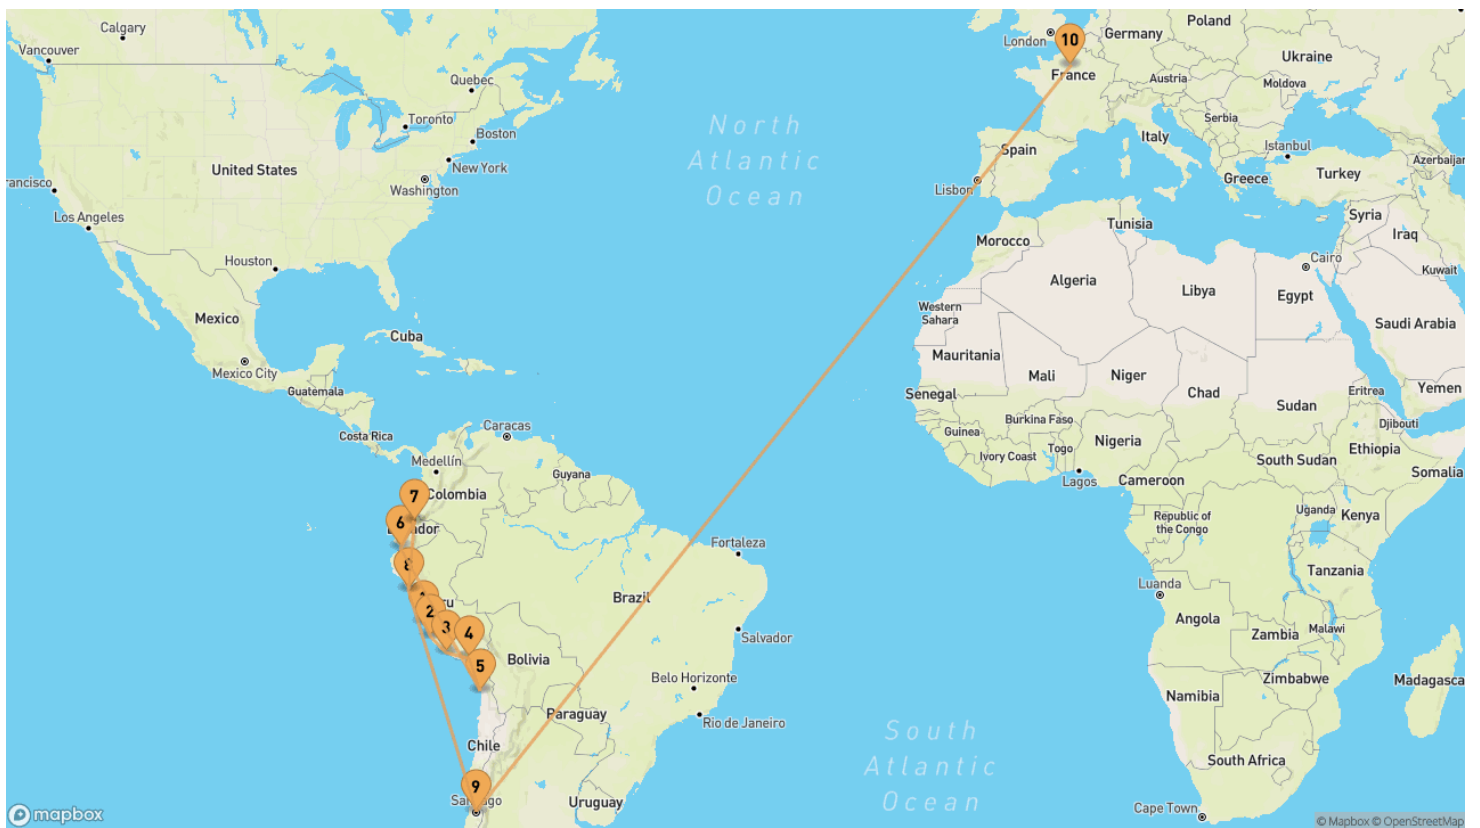 Calgary
Vancouver
Quebec
Toronto
Boston
New York
Washington
United States
rancisco
Los Angeles
Houston
Mexico
Mexico City
Cuba
Guatemala
Costa Rica
Caracas
Medellín
Colombia
Guyana
North
Atlantic
Ocean
London
10
Germany
Poland
France
Ukraine
Austria
Moldova
Serbia
Italy
Istanbul
Spain
Lisbon
Greece
Turkey
Azerbaijan
Syria
Iraq
Tunisia
Morocco
Cairo
Kuwait
Algeria
Libya
Egypt
Western
Sahara
Saudi Arabia
Mauritania
Mali
Niger
Chad
Sudan
Eritrea
Yemen
Senegal
Burkina Faso
Djibouti
Guinea
Nigeria
Ivory Coast
Togo
Ethiopia
South Sudan
Somalia
Lagos
Cameroon
Republic of
the Congo
Uganda
Kenya
7
6
dor
8
1
2
ru
3
4
5
Fortaleza
Brazil
Salvador
Bolivia
Belo Horizonte
Rio de Janeiro
Paraguay
Chile
9
Sa
go
Uruguay
Luanda
Tanzania
Angola
Zambia
Malawi
Zimbabwe
Madagasca
Namibia
South Africa
Cape Town
South
Atlantic
Ocean
mapbox
© Mapbox © OpenStreetMap